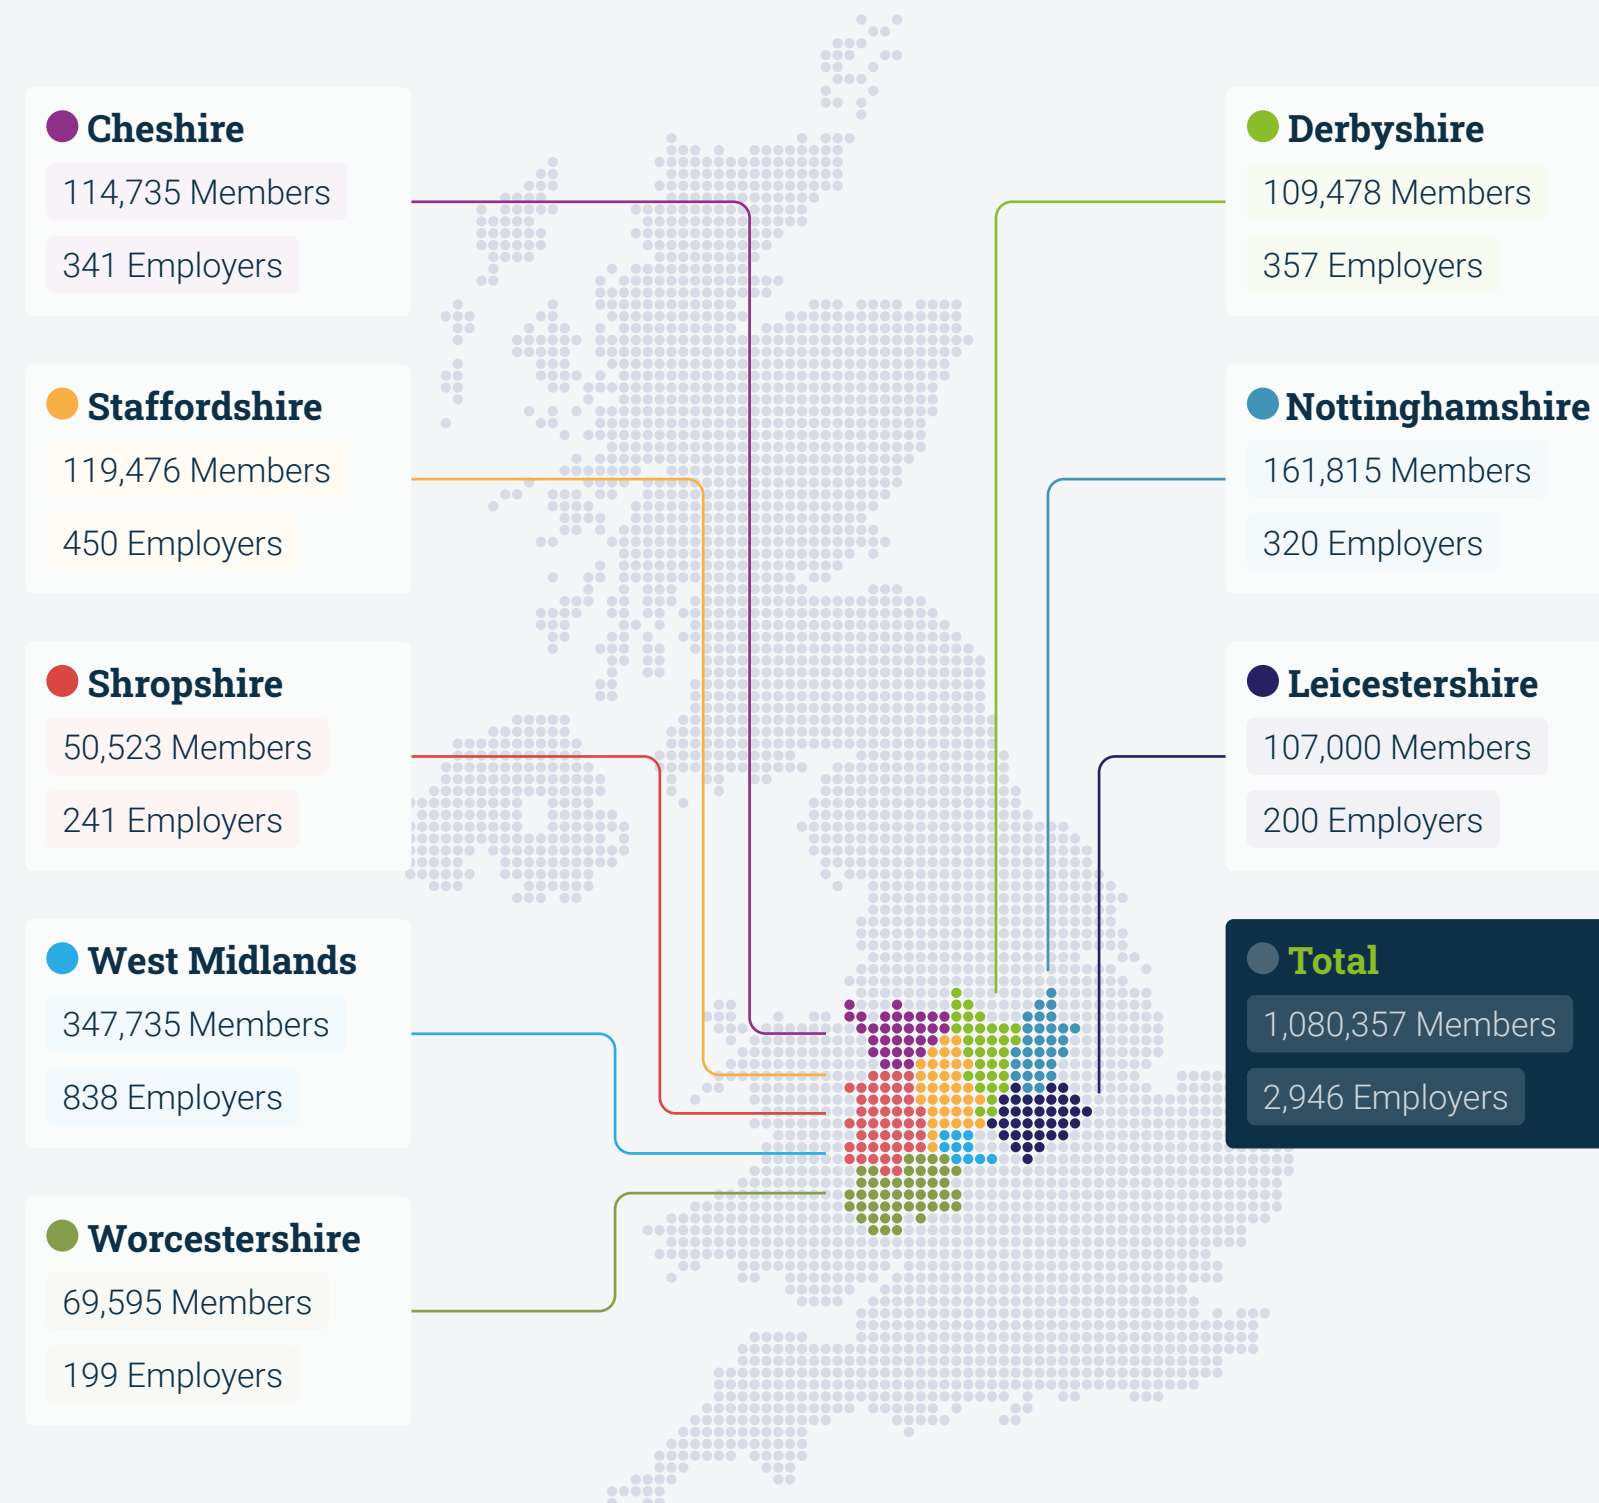 Cheshire
114,735 Members
341 Employers
Staffordshire
119,476 Members
450 Employers
Shropshire
50,523 Members
241 Employers
West Midlands
347,735 Members
838 Employers
Worcestershire
69,595 Members
199 Employers
Derbyshire
109,478 Members
357 Employers
Nottinghamshire
161,815 Members
320 Employers
Leicestershire
107,000 Members
200 Employers
Total
1,080,357 Members
2,946 Employers